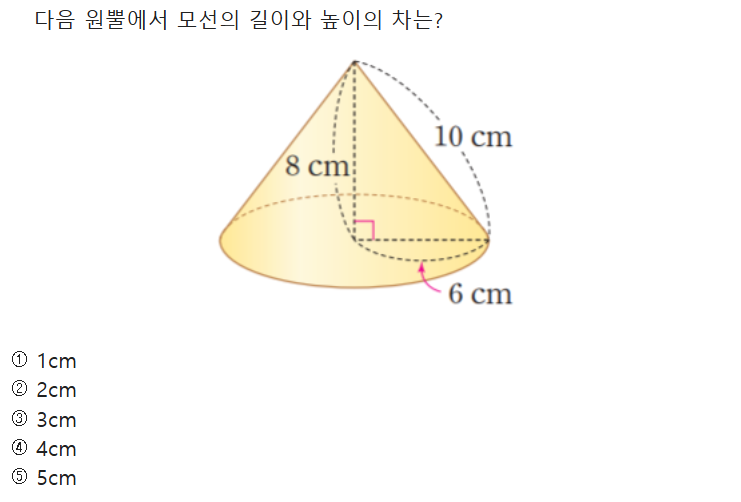 다음 원뿔에서 모선의 길이와 높이의 차는?
10 cm
8 cm
6 cm
① 1cm
② 2cm
③ 3cm
④ 4cm
⑤ 5cm